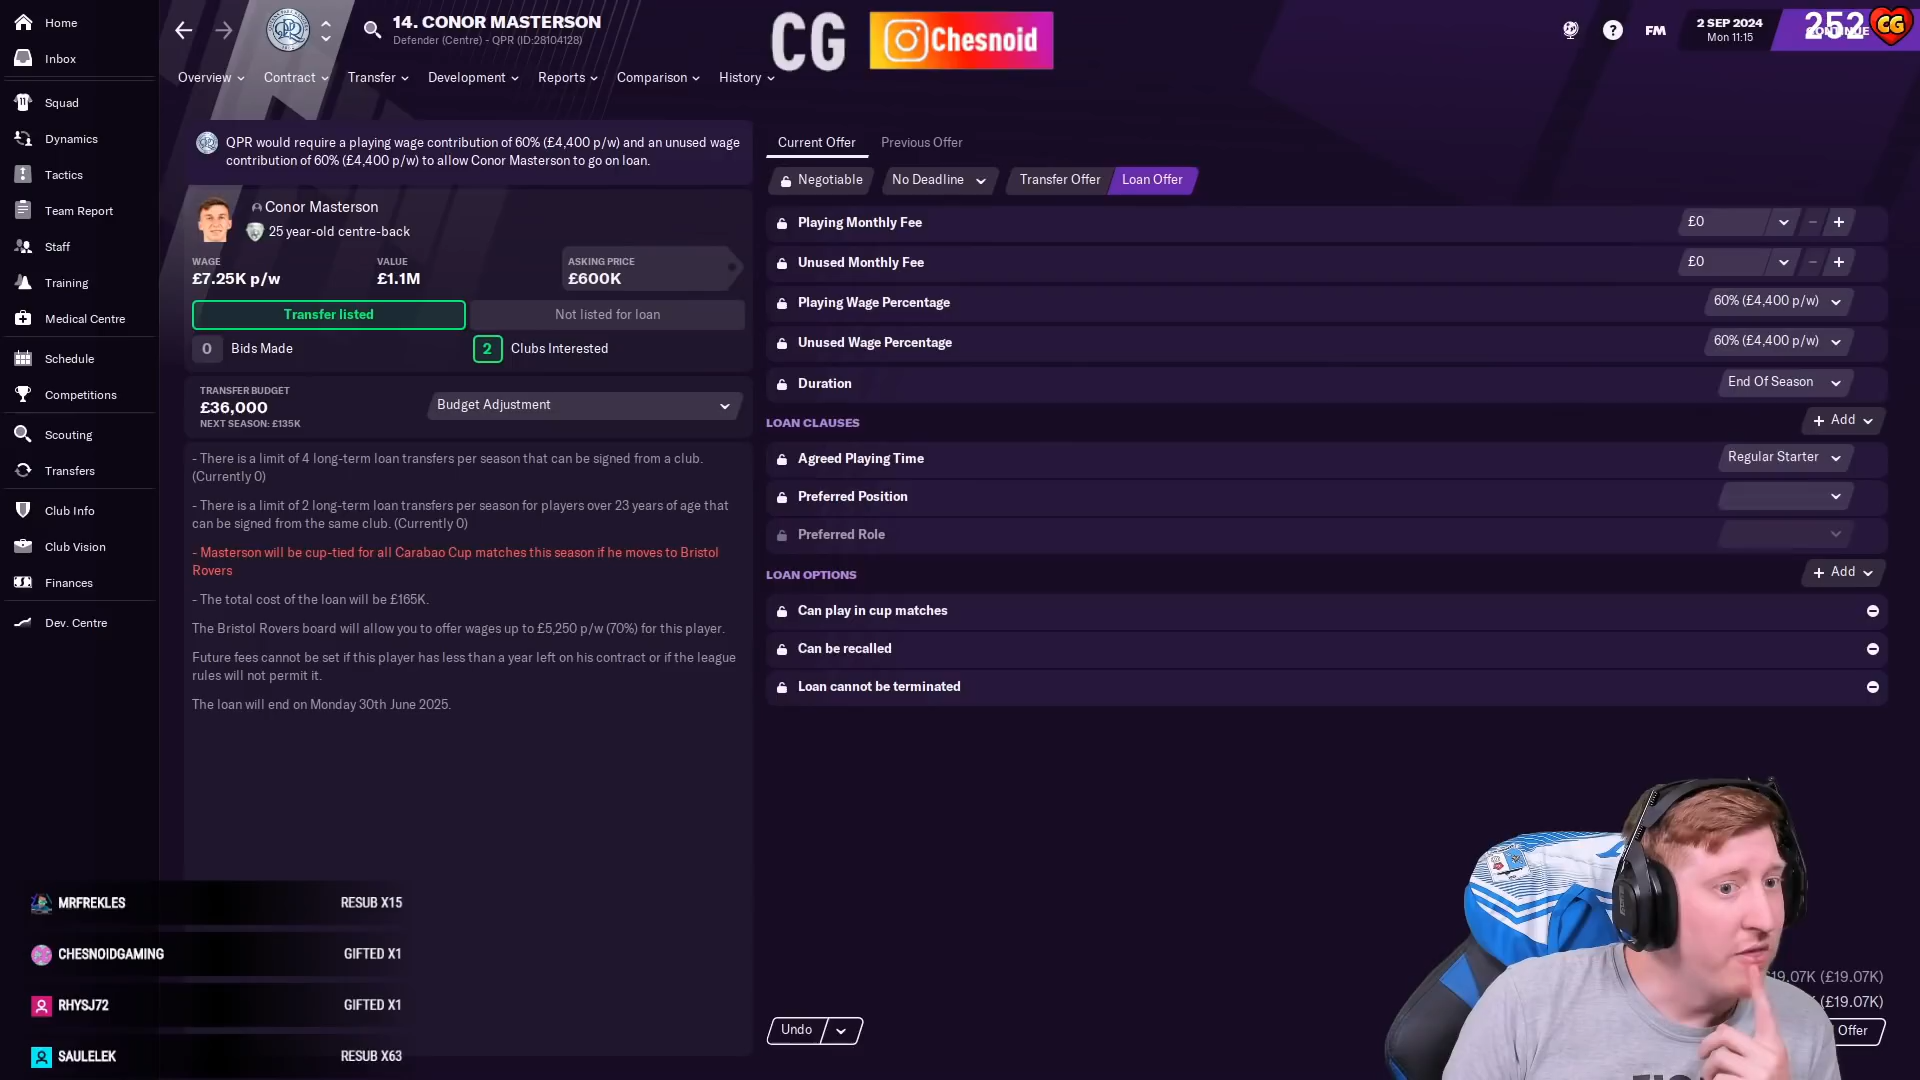 Home
Inbox
Squad
Dynamics
Tactics
Team Report
Staff
Training
Medical Centre
Schedule
Competitions
Scouting
Transfers
Club Info
Club Vision
Finances
Dev. Centre
14. CONOR MASTERSON
Defender (Centre) - QPR (ID:28104128)
CG
Chesnoid
FM
2 SEP 2024
Mon 11:15
252
CG
Overview
Contract
Transfer
Development
Reports
Comparison
History
QPR would require a playing wage contribution of 60% (£4,400 p/w) and an unused wage
contribution of 60% (£4,400 p/w) to allow Conor Masterson to go on loan.
Conor Masterson
25 year-old centre-back
WAGE
£7.25K p/w
VALUE
£1.1M
ASKING PRICE
£600K
Transfer listed
Not listed for loan
0 Bids Made
2 Clubs Interested
TRANSFER BUDGET
£36,000
NEXT SEASON: £135K
Budget Adjustment
- There is a limit of 4 long-term loan transfers per season that can be signed from a club.
(Currently 0)
- There is a limit of 2 long-term loan transfers per season for players over 23 years of age that
can be signed from the same club. (Currently 0)
- Masterson will be cup-tied for all Carabao Cup matches this season if he moves to Bristol
Rovers
- The total cost of the loan will be £165K.
The Bristol Rovers board will allow you to offer wages up to £5,250 p/w (70%) for this player.
Future fees cannot be set if this player has less than a year left on his contract or if the league
rules will not permit it.
The loan will end on Monday 30th June 2025.
Current Offer
Previous Offer
Negotiable
No Deadline
Transfer Offer
Loan Offer
Playing Monthly Fee £0
Unused Monthly Fee £0
Playing Wage Percentage 60% (£4,400 p/w)
Unused Wage Percentage 60% (£4,400 p/w)
Duration End Of Season
LOAN CLAUSES
+ Add
Agreed Playing Time Regular Starter
Preferred Position
Preferred Role
LOAN OPTIONS
+ Add
Can play in cup matches
Can be recalled
Loan cannot be terminated
MRFREKLES RESUB X15
CHESNOIDGAMING GIFTED X1
RHYSJ72 GIFTED X1
SAULELEK RESUB X63
£19.07K (£19.07K)
(£19.07K)
Undo
Offer